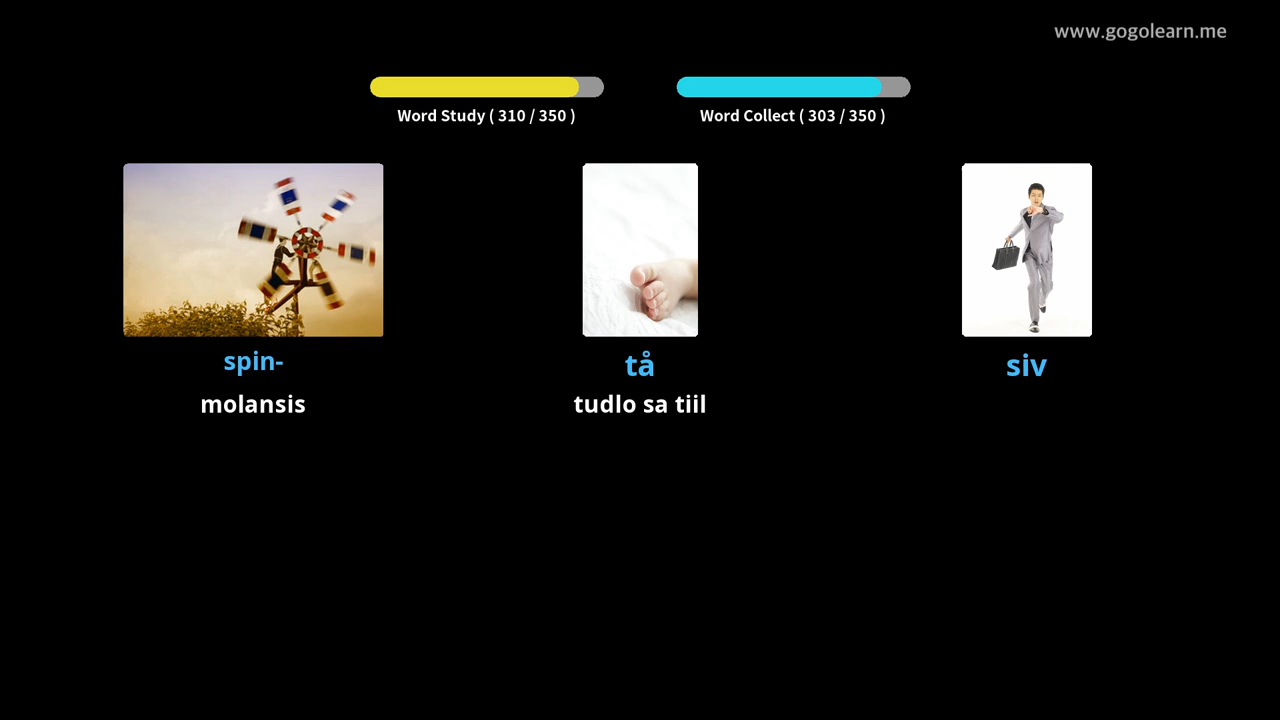 www.gogolearn.me
Word Study ( 310 / 350 )
Word Collect ( 303 / 350 )
spin-
molansis
tå
tudlo sa tiil
siv